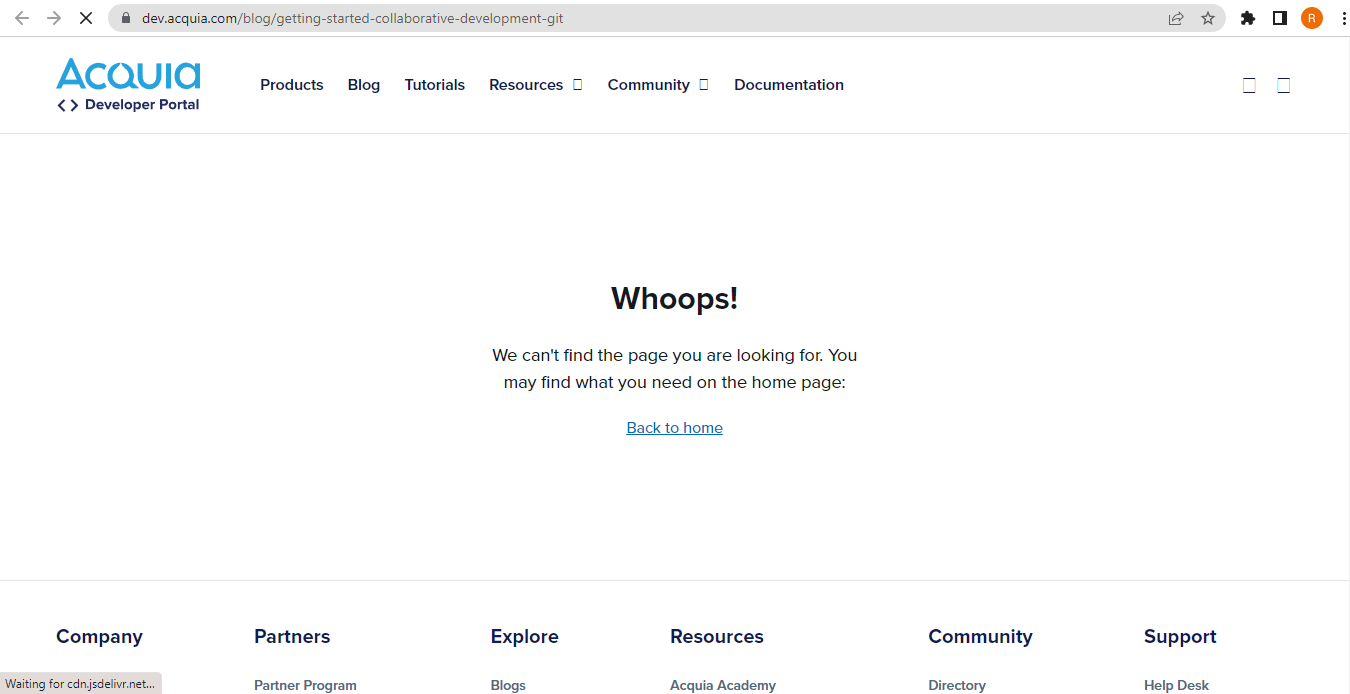 dev.acquia.com/blog/getting-started-collaborative-development-git
R
ACQUIA
Developer Portal
Products Blog Tutorials Resources Community Documentation
Whoops!
We can't find the page you are looking for. You
may find what you need on the home page:
Back to home
Company Partners Explore Resources Community Support
Partner Program Blogs Acquia Academy Directory Help Desk
Waiting for cdn.jsdelivr.net...